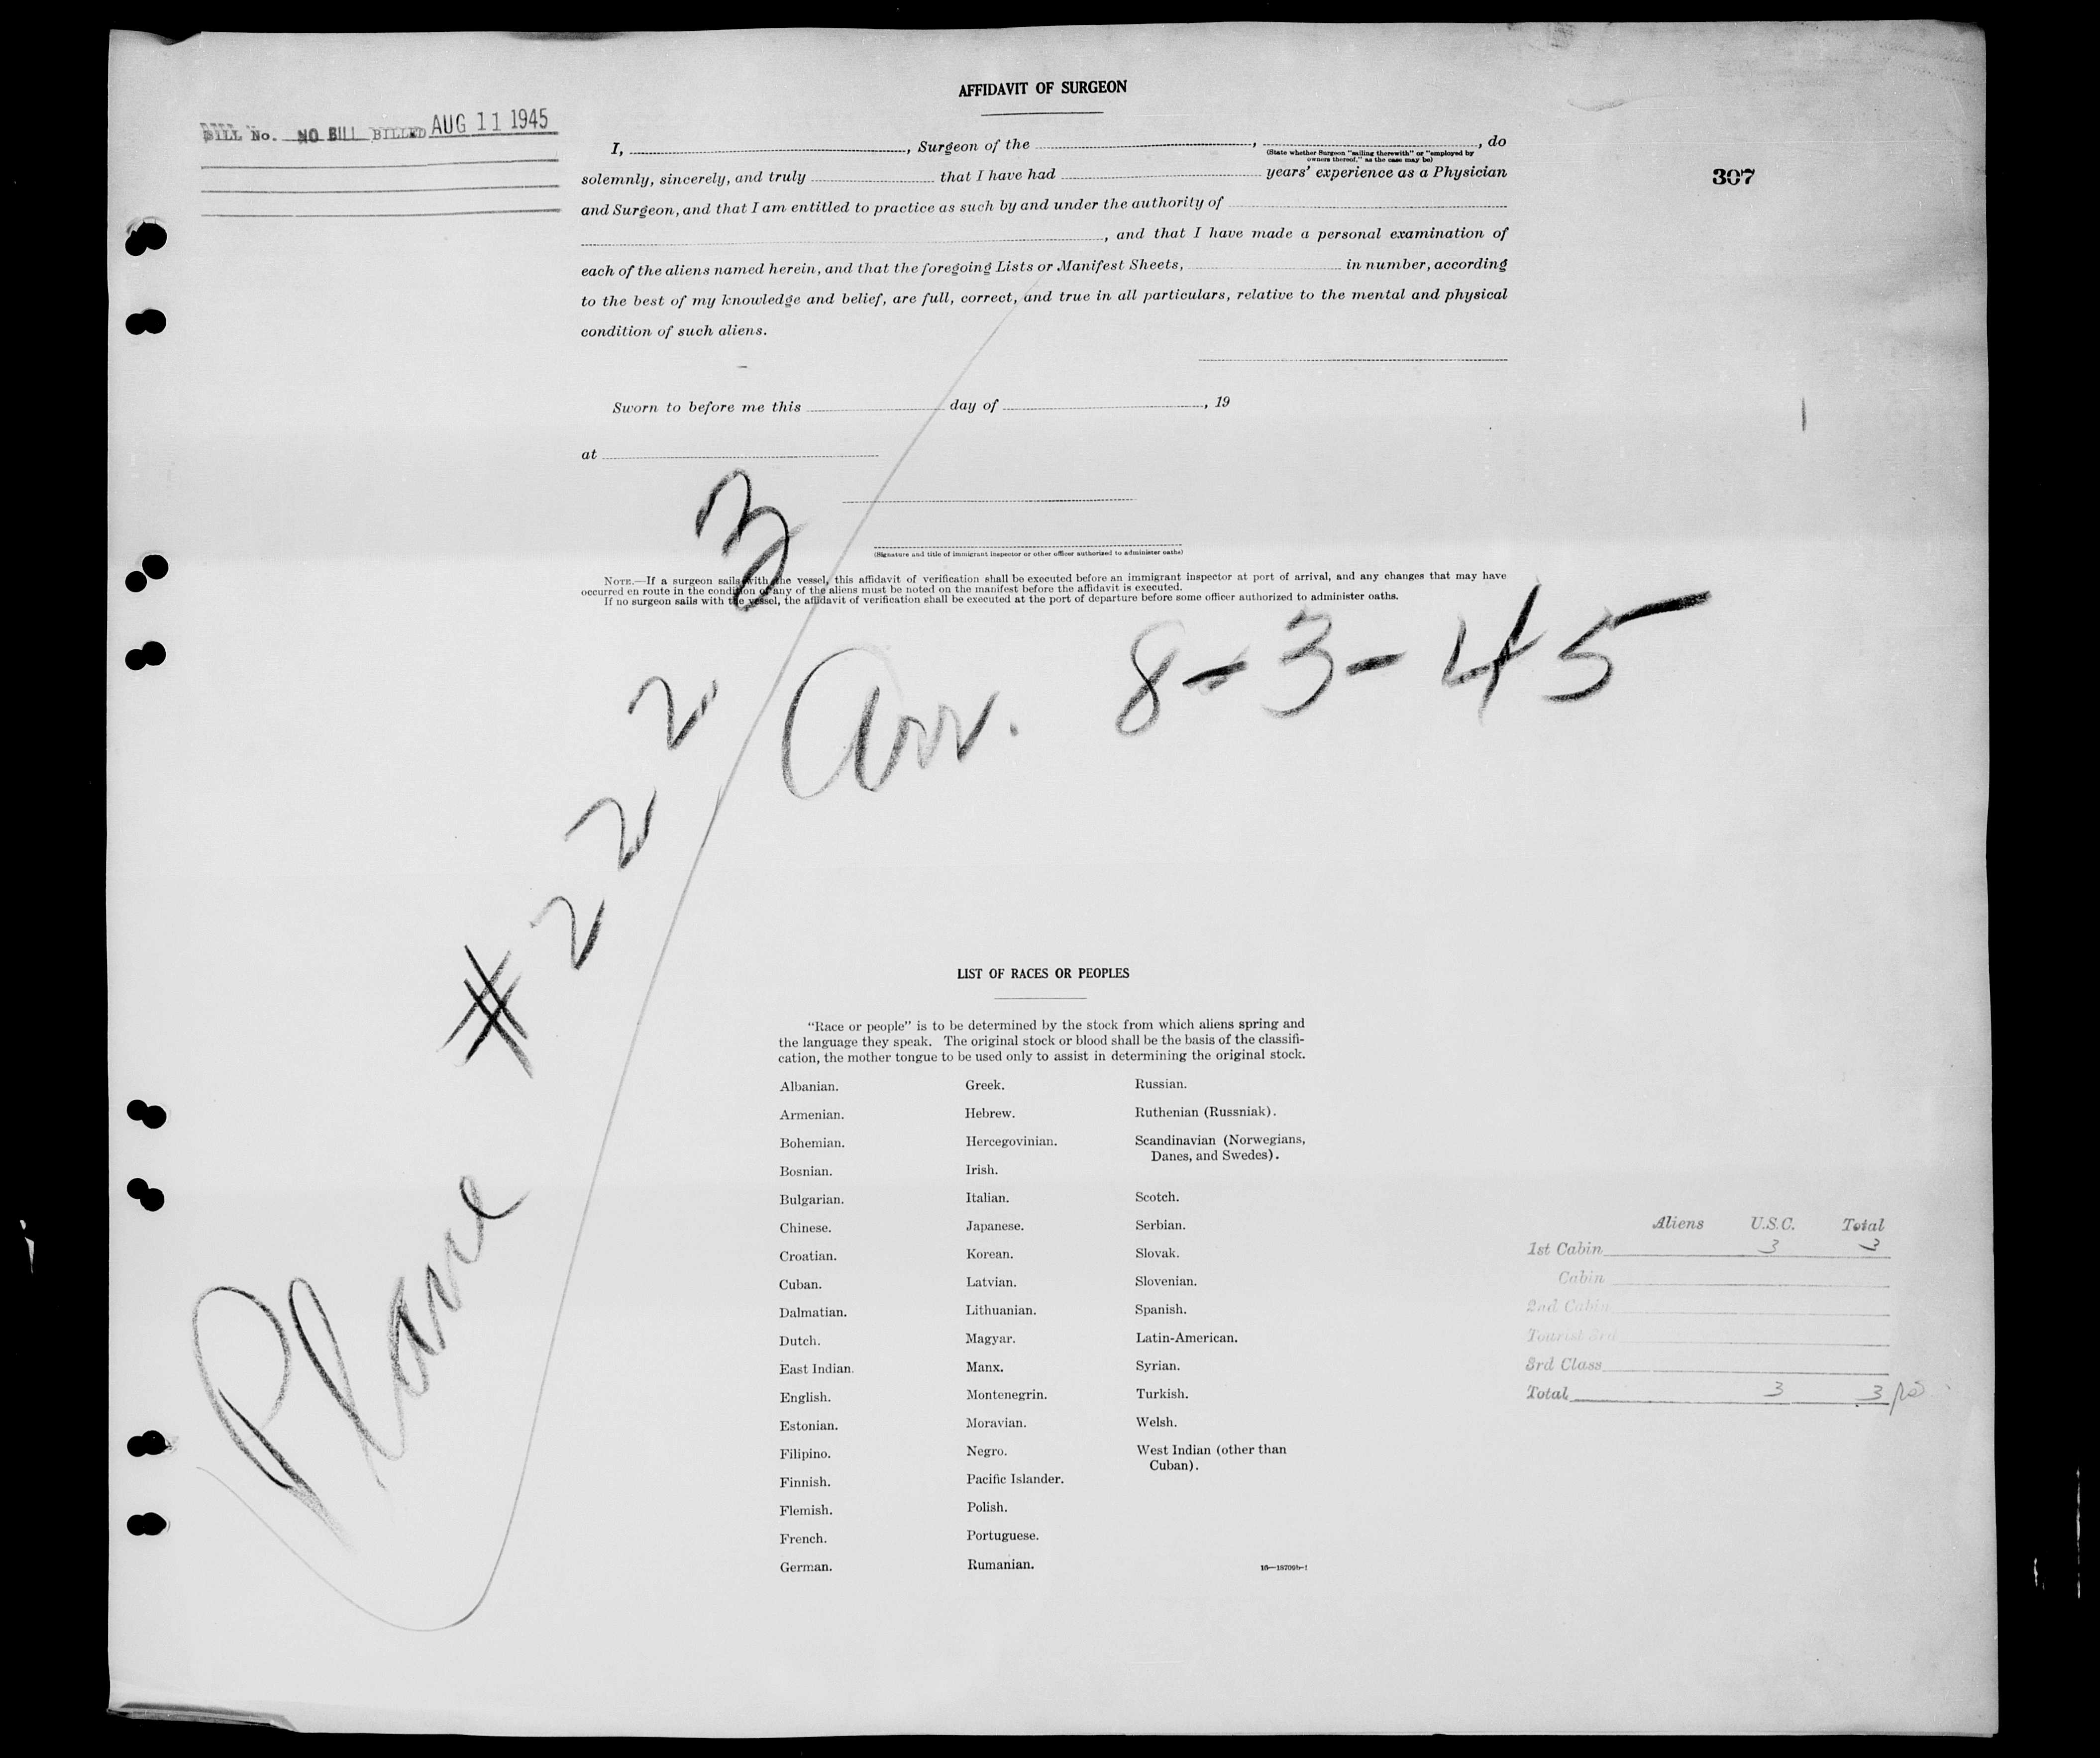 AFFIDAVIT OF SURGEON
BILL No. NO BILL BILLED AUG 11 1945
307
I, , Surgeon of the , , do
(State whether Surgeon "sailing therewith" or "employed by
owners thereof," as the case may be)
solemnly, sincerely, and truly that I have had years' experience as a Physician
and Surgeon, and that I am entitled to practice as such by and under the authority of
, and that I have made a personal examination of
each of the aliens named herein, and that the foregoing Lists or Manifest Sheets, in number, according
to the best of my knowledge and belief, are full, correct, and true in all particulars, relative to the mental and physical
condition of such aliens.
Sworn to before me this day of , 19
at
(Signature and title of immigrant inspector or other officer authorized to administer oaths)
NOTE.—If a surgeon sails with the vessel, this affidavit of verification shall be executed before an immigrant inspector at port of arrival, and any changes that may have
occurred en route in the condition of any of the aliens must be noted on the manifest before the affidavit is executed.
If no surgeon sails with the vessel, the affidavit of verification shall be executed at the port of departure before some officer authorized to administer oaths.
Plane # 2223
Arr. 8-3-45
LIST OF RACES OR PEOPLES
"Race or people" is to be determined by the stock from which aliens spring and
the language they speak. The original stock or blood shall be the basis of the classifi-
cation, the mother tongue to be used only to assist in determining the original stock.
Albanian.
Armenian.
Bohemian.
Bosnian.
Bulgarian.
Chinese.
Croatian.
Cuban.
Dalmatian.
Dutch.
East Indian.
English.
Estonian.
Filipino.
Finnish.
Flemish.
French.
German.
Greek.
Hebrew.
Hercegovinian.
Irish.
Italian.
Japanese.
Korean.
Latvian.
Lithuanian.
Magyar.
Manx.
Montenegrin.
Moravian.
Negro.
Pacific Islander.
Polish.
Portuguese.
Rumanian.
Russian.
Ruthenian (Russniak).
Scandinavian (Norwegians,
Danes, and Swedes).
Scotch.
Serbian.
Slovak.
Slovenian.
Spanish.
Latin-American.
Syrian.
Turkish.
Welsh.
West Indian (other than
Cuban).
Aliens U.S.C. Total
1st Cabin 3 3
Cabin
2nd Cabin
Tourist 3rd
3rd Class
Total 3 3